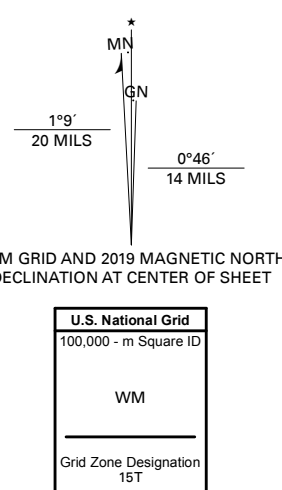 ★
MN
GN
1°9´
20 MILS
0°46´
14 MILS
M GRID AND 2019 MAGNETIC NORTH
DECLINATION AT CENTER OF SHEET
U.S. National Grid
100,000 - m Square ID
WM
Grid Zone Designation
15T